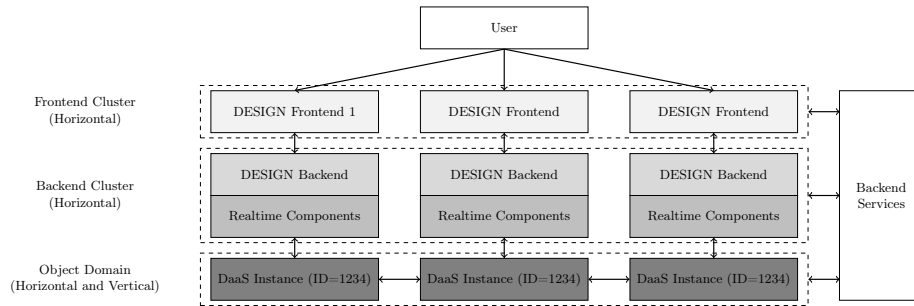 User
Frontend Cluster
(Horizontal)
DESIGN Frontend 1
DESIGN Frontend
DESIGN Frontend
Backend Cluster
(Horizontal)
DESIGN Backend
DESIGN Backend
DESIGN Backend
Realtime Components
Realtime Components
Realtime Components
Backend
Services
Object Domain
(Horizontal and Vertical)
DaaS Instance (ID=1234)
DaaS Instance (ID=1234)
DaaS Instance (ID=1234)